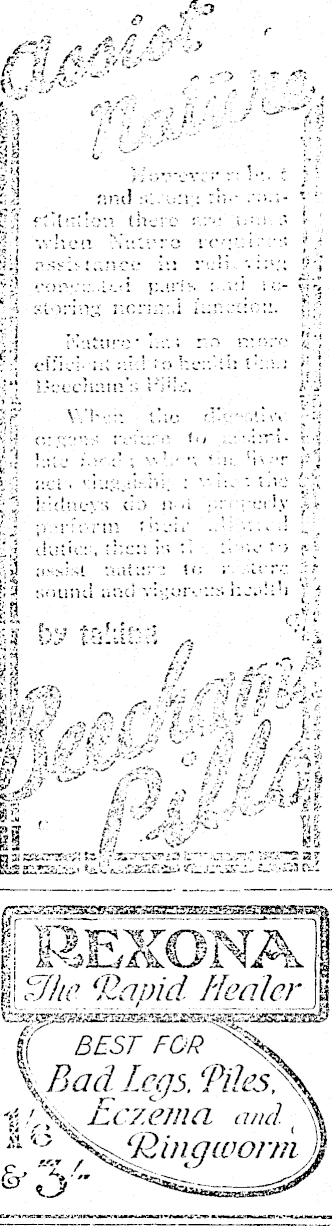 Assist
Nature
However robust
and strong the con-
stitution there are times
when Nature requires
assistance in relieving
congested parts and re-
storing normal function.
Nature has no more
efficient aid to health than
Beecham's Pills.
When the digestive
organs refuse to assimi-
late food; when the liver
acts sluggishly; when the
kidneys do not properly
perform their allotted
duties, then is the time to
assist nature to restore
sound and vigorous health
by taking
Beecham's
Pills
REXONA
The Rapid Healer
BEST FOR
Bad Legs, Piles,
Eczema and
Ringworm
1/6
& 3/-